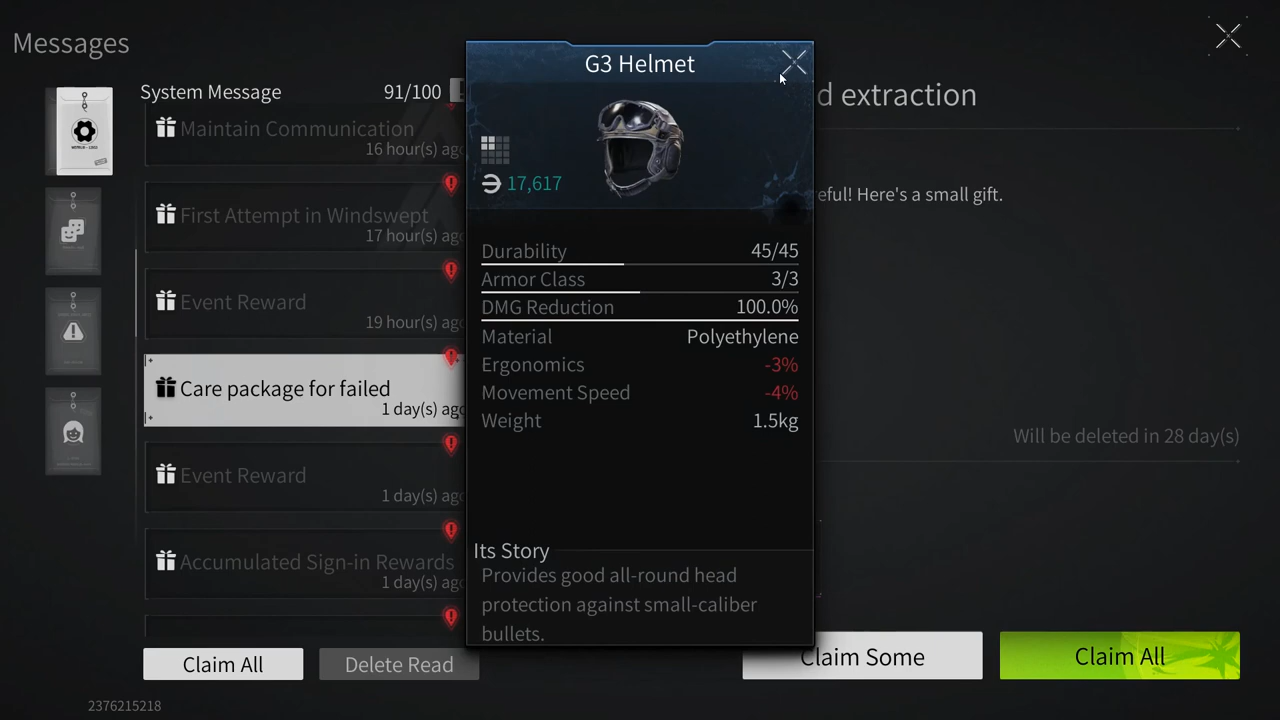 Messages
System Message 91/100
Maintain Communication
16 hour(s) ago
First Attempt in Windswept
17 hour(s) ago
Event Reward
19 hour(s) ago
Care package for failed
1 day(s) ago
Event Reward
1 day(s) ago
Accumulated Sign-in Rewards
1 day(s) ago
Claim All
Delete Read
2376215218
G3 Helmet
17,617
Durability 45/45
Armor Class 3/3
DMG Reduction 100.0%
Material Polyethylene
Ergonomics -3%
Movement Speed -4%
Weight 1.5kg
Its Story
Provides good all-round head
protection against small-caliber
bullets.
d extraction
eful! Here's a small gift.
Will be deleted in 28 day(s)
Claim Some
Claim All